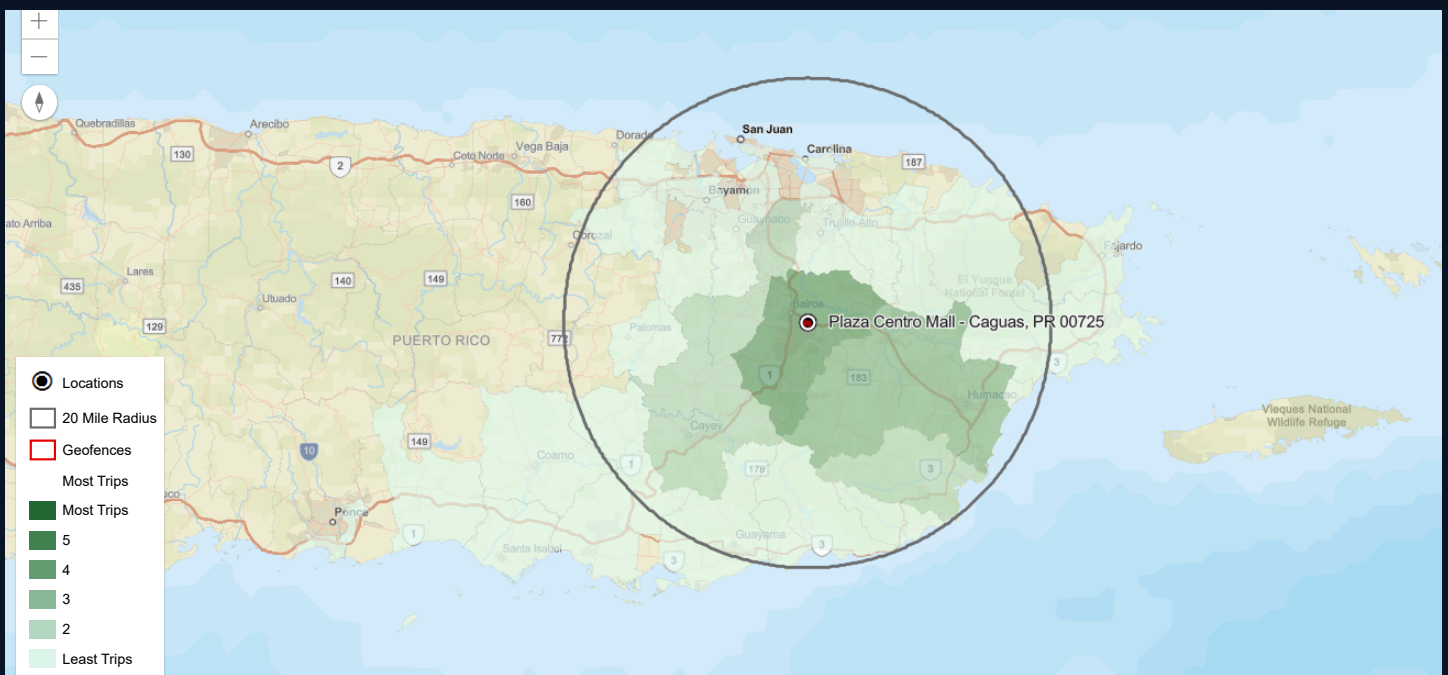 +
−
San Juan
Quebradillas
Arecibo
Dorado
Carolina
130
Vega Baja
Ceto Norte
187
2
Bayamon
160
ato Arriba
Guaynabo
Trujillo Alto
Corozal
Fajardo
Lares
140
149
El Yunque
National Forest
435
Utuado
Bairoa
Plaza Centro Mall - Caguas, PR 00725
129
Palomas
PUERTO RICO
772
3
1
183
Locations
Humacao
Vieques National
Wildlife Refuge
20 Mile Radius
Cayey
149
Geofences
10
Coamo
1
179
3
Most Trips
uco
Most Trips
Ponce
1
Guayama
5
Santa Isabel
3
3
4
3
2
Least Trips